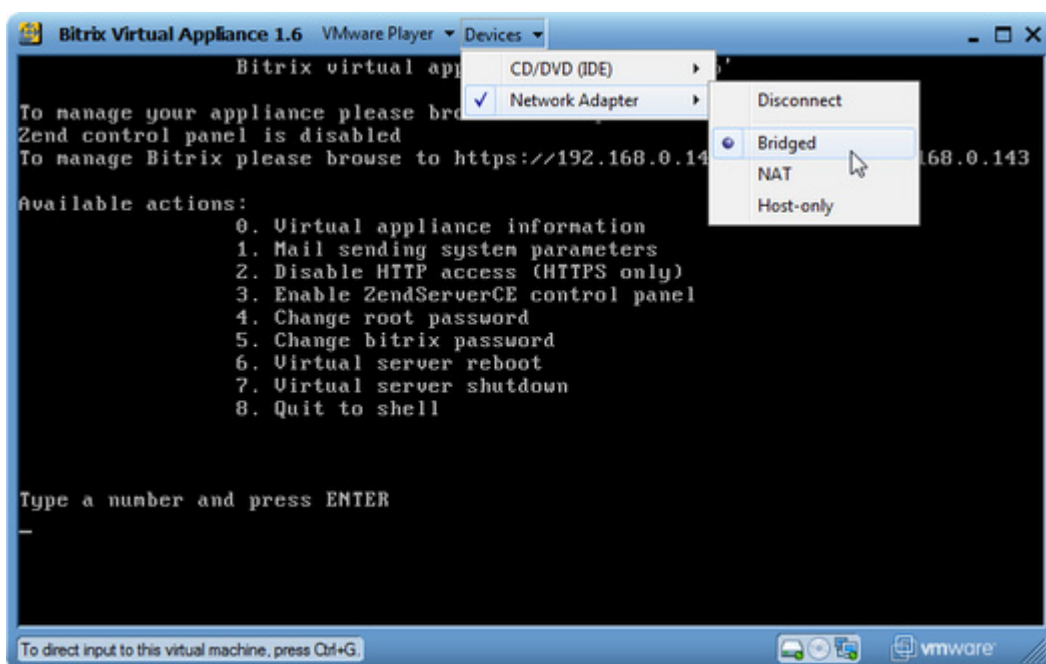 Bitrix Virtual Appliance 1.6 VMware Player Devices
Bitrix virtual app
CD/DVD (IDE)
Network Adapter
Disconnect
Bridged
NAT
Host-only
To manage your appliance please bro
Zend control panel is disabled
To manage Bitrix please browse to https://192.168.0.14 168.0.143
Available actions:
0. Virtual appliance information
1. Mail sending system parameters
2. Disable HTTP access (HTTPS only)
3. Enable ZendServerCE control panel
4. Change root password
5. Change bitrix password
6. Virtual server reboot
7. Virtual server shutdown
8. Quit to shell
Type a number and press ENTER
To direct input to this virtual machine, press Ctrl+G.
vmware